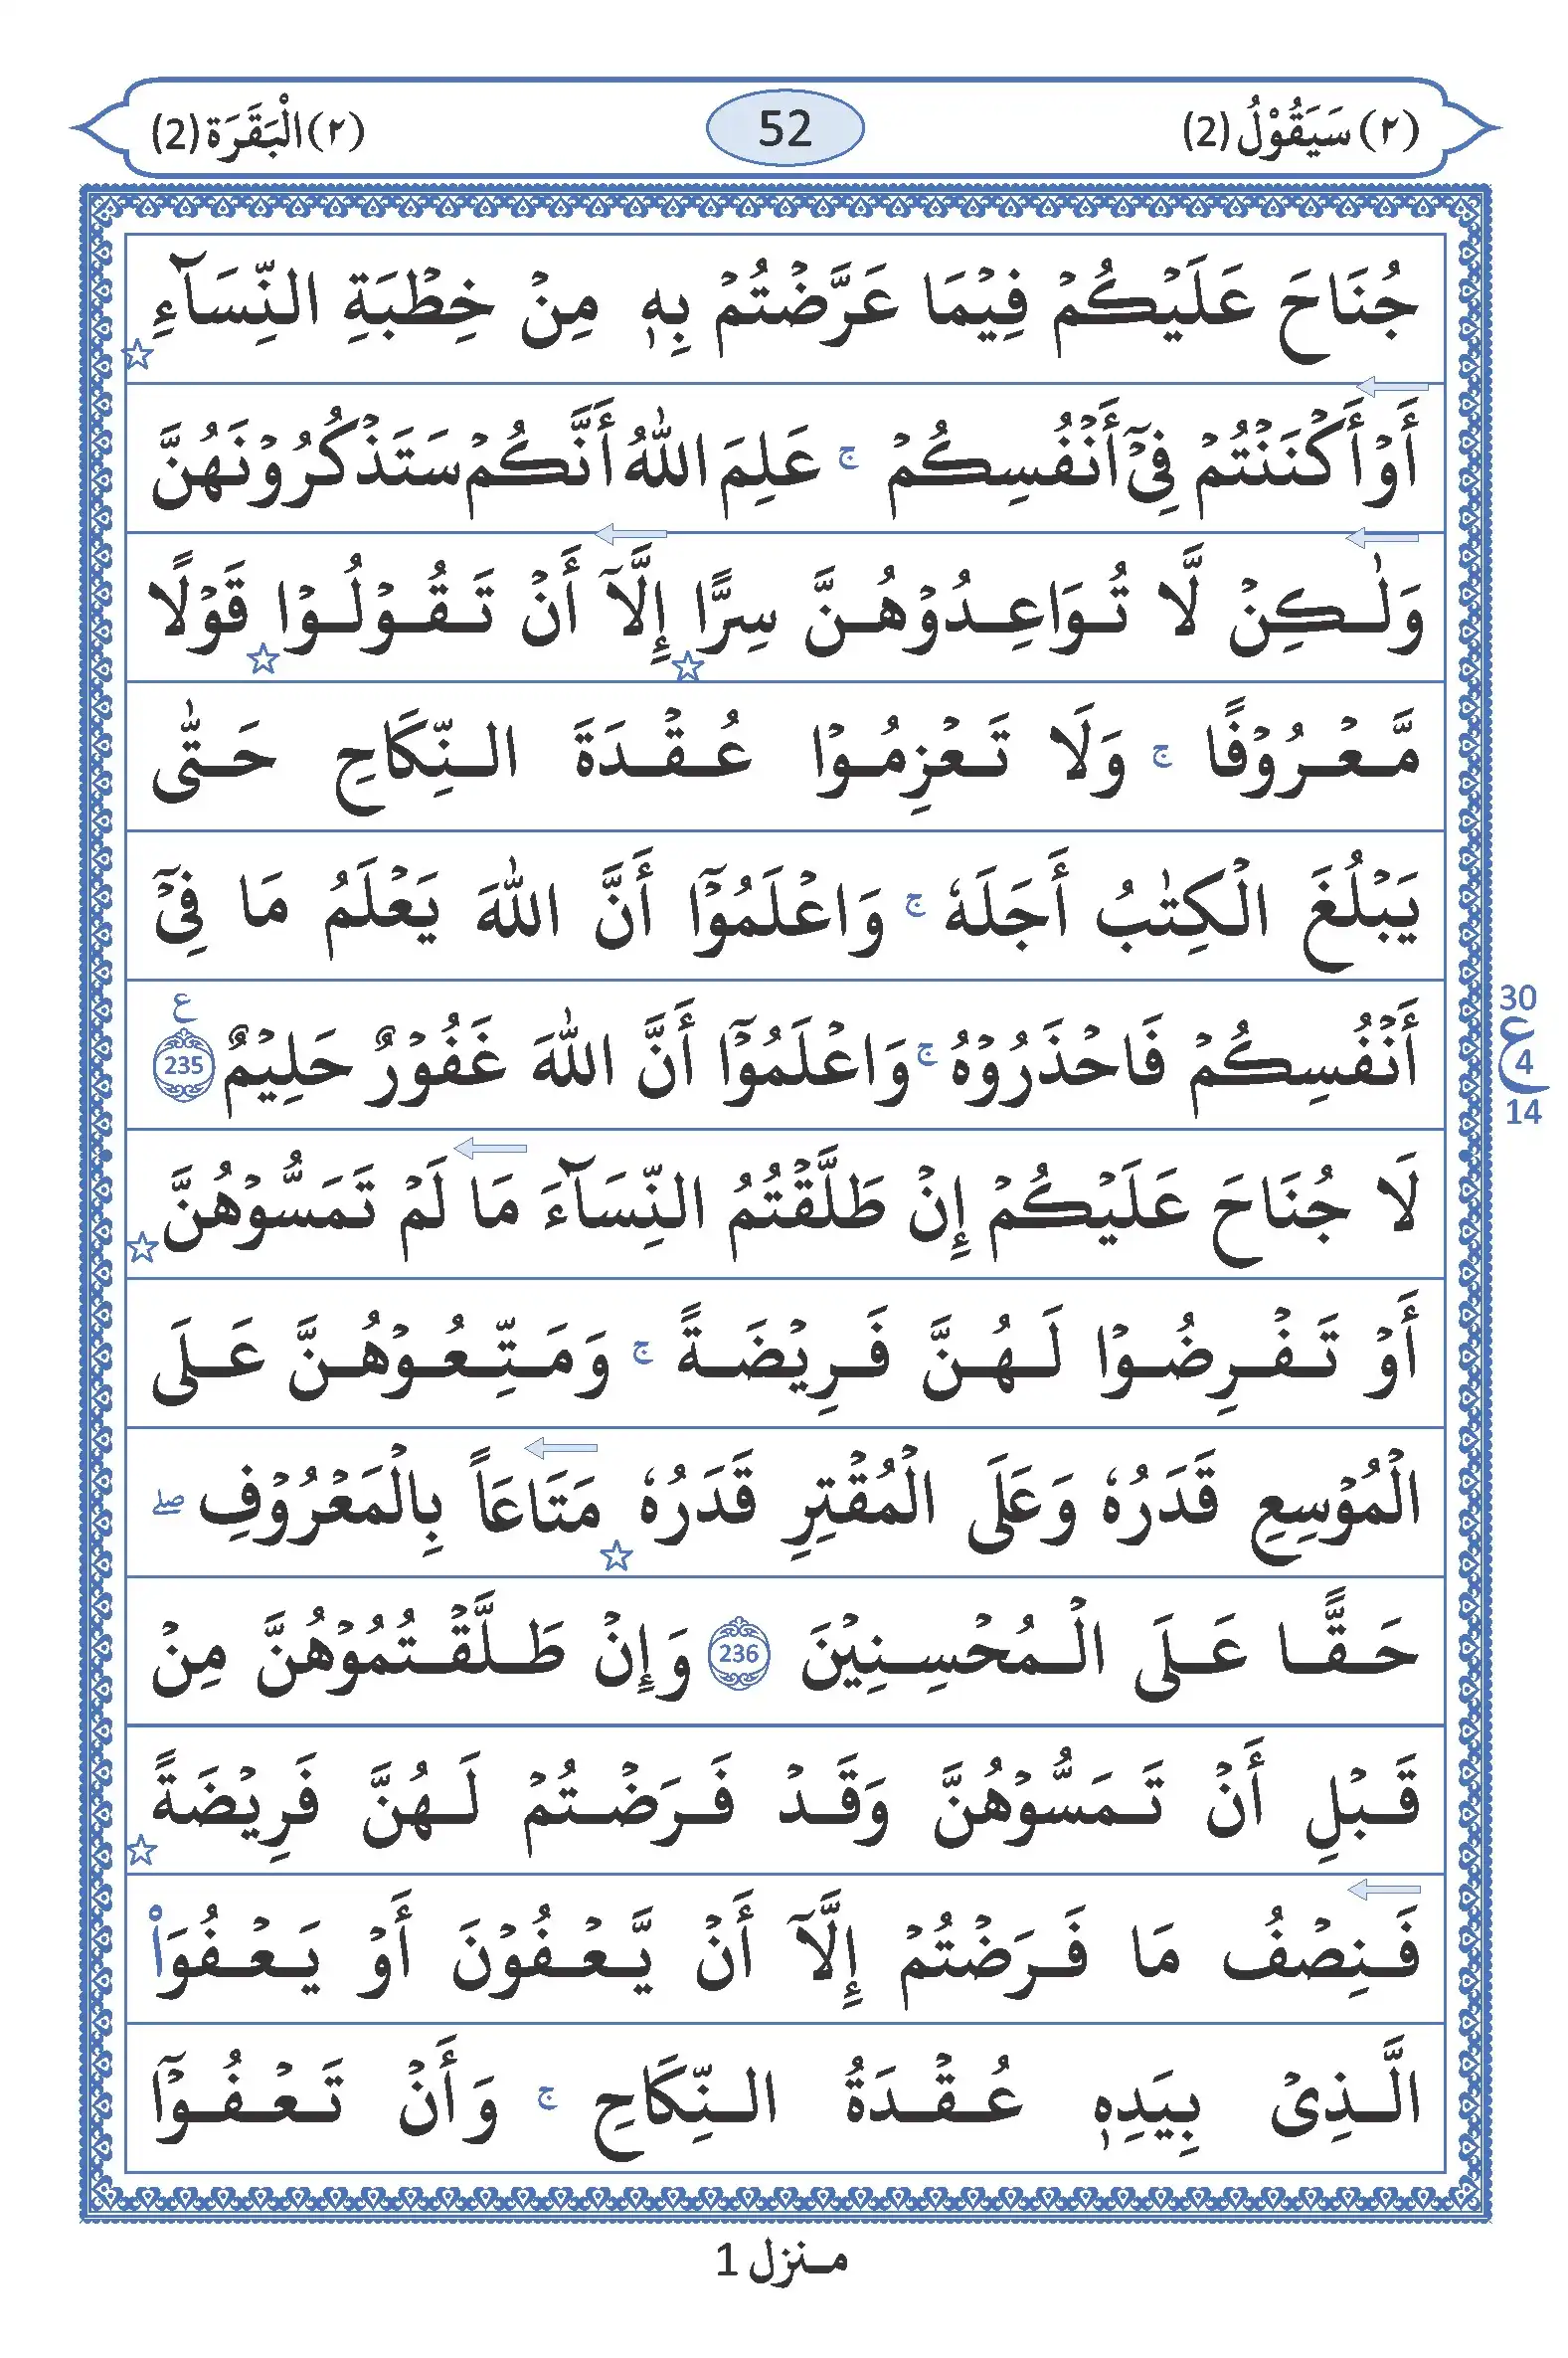 (٢) سَيَقُوْلُ (2)
52
(٢) الْبَقَرَة (2)
جُنَاحَ عَلَيْكُمْ فِيْمَا عَرَّضْتُمْ بِهٖ مِنْ خِطْبَةِ النِّسَآءِ
أَوْ أَكْنَنْتُمْ فِيْٓ أَنْفُسِكُمْ ج عَلِمَ اللّٰهُ أَنَّكُمْ سَتَذْكُرُوْنَهُنَّ
وَلٰكِنْ لَّا تُوَاعِدُوْهُنَّ سِرًّا إِلَّآ أَنْ تَقُوْلُوْا قَوْلًا
مَّعْرُوْفًا ج وَلَا تَعْزِمُوْا عُقْدَةَ النِّكَاحِ حَتّٰى
يَبْلُغَ الْكِتٰبُ أَجَلَهٗ ج وَاعْلَمُوْٓا أَنَّ اللّٰهَ يَعْلَمُ مَا فِيْٓ
أَنْفُسِكُمْ فَاحْذَرُوْهُ ج وَاعْلَمُوْٓا أَنَّ اللّٰهَ غَفُوْرٌ حَلِيْمٌ 235 ع
30
ع 4
14
لَا جُنَاحَ عَلَيْكُمْ إِنْ طَلَّقْتُمُ النِّسَآءَ مَا لَمْ تَمَسُّوْهُنَّ
أَوْ تَفْرِضُوْا لَهُنَّ فَرِيْضَةً ج وَمَتِّعُوْهُنَّ عَلَى
الْمُوْسِعِ قَدَرُهٗ وَعَلَى الْمُقْتِرِ قَدَرُهٗ مَتَاعَاً بِالْمَعْرُوْفِ صلے
حَقًّا عَلَى الْمُحْسِنِيْنَ 236 وَإِنْ طَلَّقْتُمُوْهُنَّ مِنْ
قَبْلِ أَنْ تَمَسُّوْهُنَّ وَقَدْ فَرَضْتُمْ لَهُنَّ فَرِيْضَةً
فَنِصْفُ مَا فَرَضْتُمْ إِلَّآ أَنْ يَّعْفُوْنَ أَوْ يَعْفُوَا۟
الَّذِيْ بِيَدِهٖ عُقْدَةُ النِّكَاحِ ج وَأَنْ تَعْفُوْٓا
منزل 1